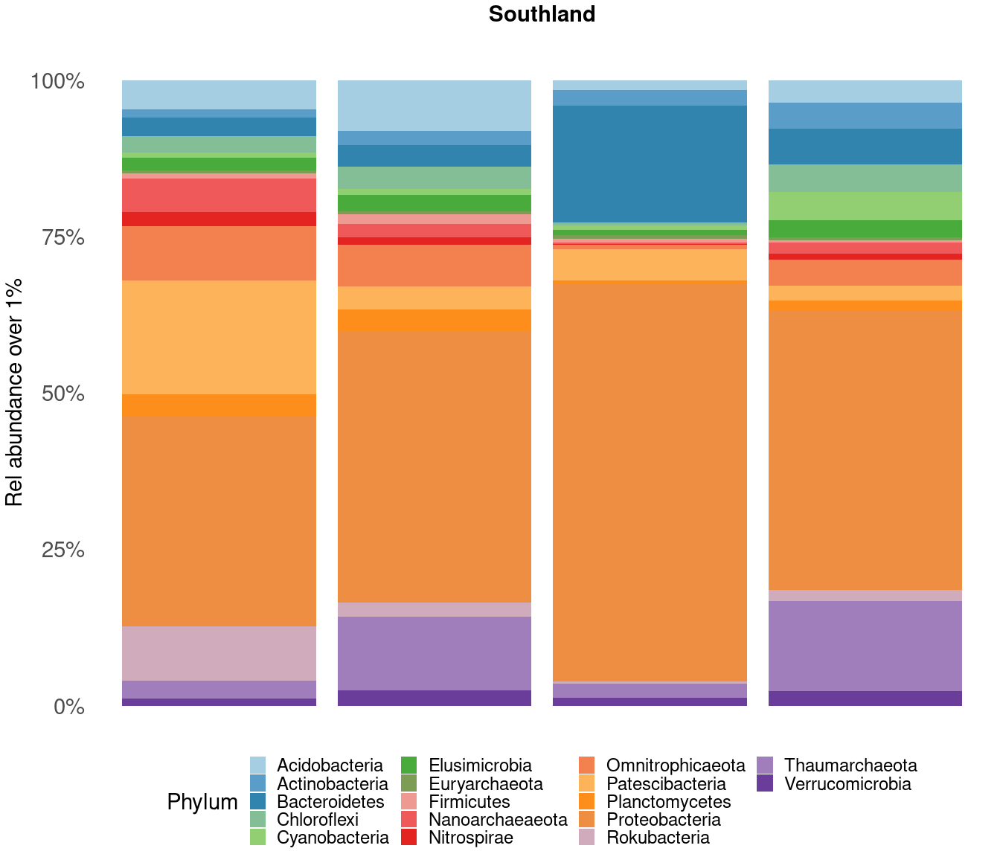 Southland
100%
75%
50%
25%
0%
Rel abundance over 1%
Phylum
Acidobacteria
Actinobacteria
Bacteroidetes
Chloroflexi
Cyanobacteria
Elusimicrobia
Euryarchaeota
Firmicutes
Nanoarchaeaeota
Nitrospirae
Omnitrophicaeota
Patescibacteria
Planctomycetes
Proteobacteria
Rokubacteria
Thaumarchaeota
Verrucomicrobia